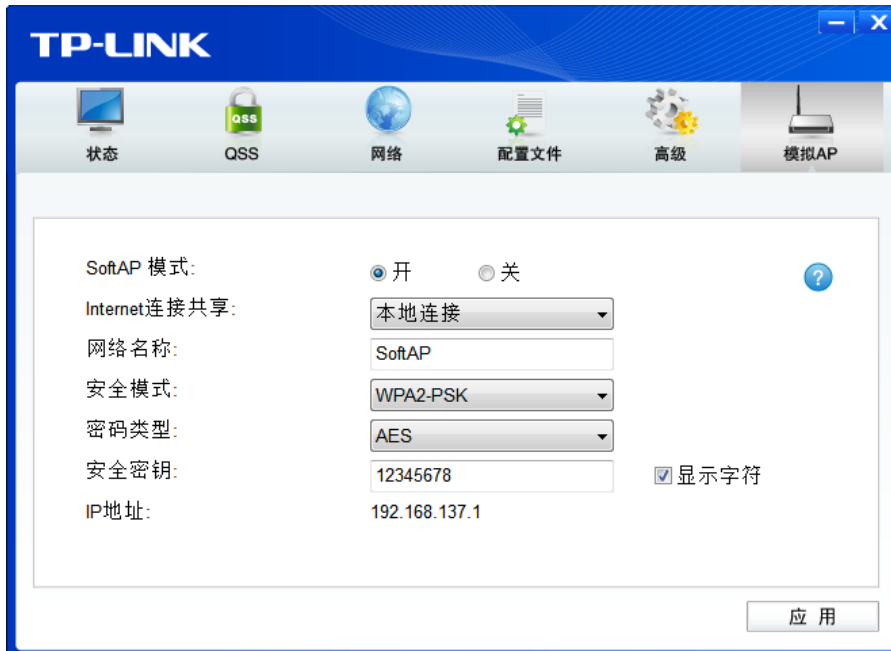 TP-LINK
QSS
状态 QSS 网络 配置文件 高级 模拟AP
SoftAP 模式: 开 关
?
Internet连接共享: 本地连接
网络名称: SoftAP
安全模式: WPA2-PSK
密码类型: AES
安全密钥: 12345678 显示字符
IP地址: 192.168.137.1
应 用